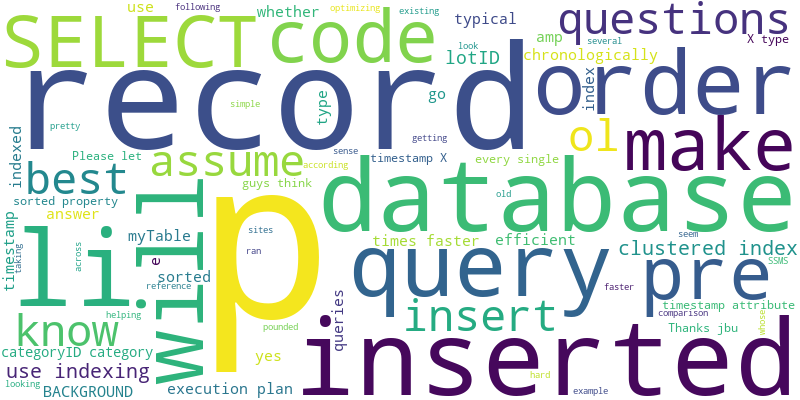 use
following
optimizing
existing
whether
typical
questions
SELECT
code
several
X type
look
amp
chronologically
lotID
index
record
order
type
go
simple
pretty
getting
indexed
Please let
assume
sense
timestamp X
according
ol
make
every single
best
guys think
sorted property
answer
will
p
database
old
li
myTable
sites
times faster
efficient
seem
clustered index
timestamp
taking
across
e
sorted
ran
query
SSMS
pre
reference
faster
helping
know
pounded
queries
insert
comparison
whose
timestamp attribute
Thanks jbu
categoryID category
yes
inserted
use indexing
looking
BACKGROUND
execution plan
hard
example